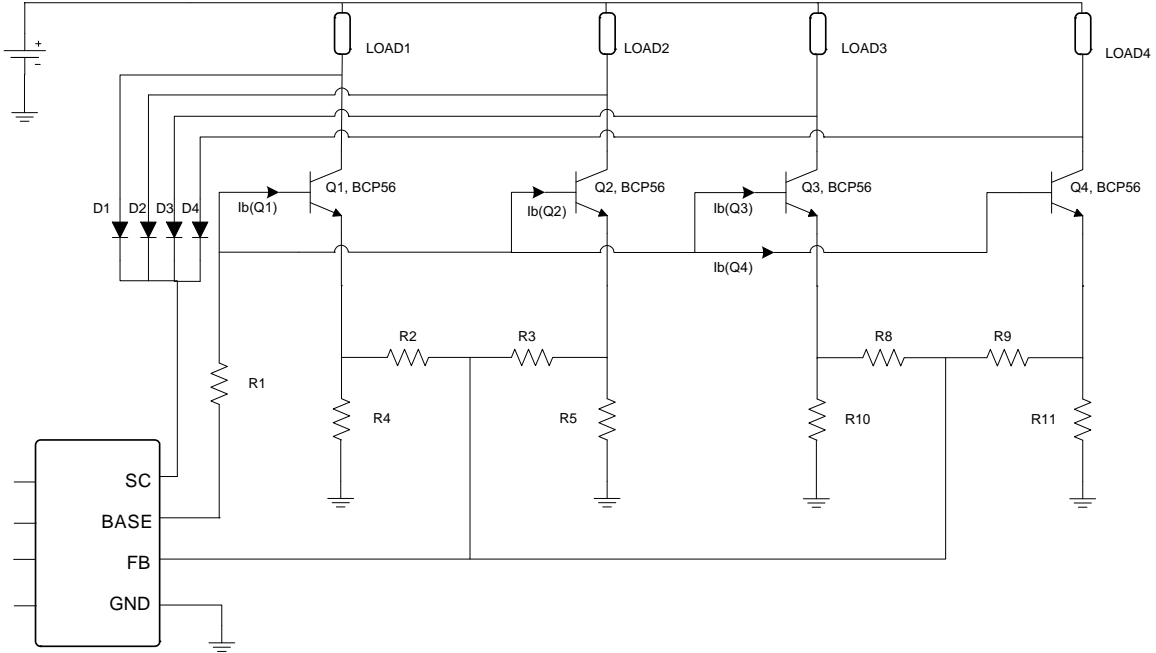 +
-
LOAD1
LOAD2
LOAD3
LOAD4
Q1, BCP56
Q2, BCP56
Q3, BCP56
Q4, BCP56
D1
D2
D3
D4
Ib(Q1)
Ib(Q2)
Ib(Q3)
Ib(Q4)
R2
R3
R8
R9
R1
R4
R5
R10
R11
SC
BASE
FB
GND